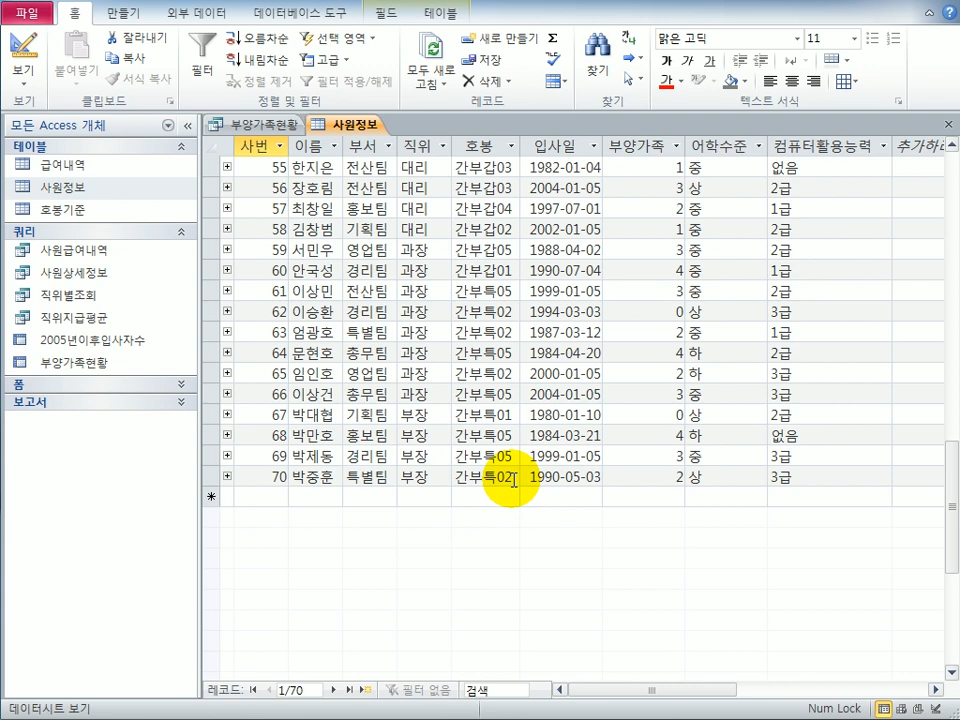 파일 홈 만들기 외부 데이터 데이터베이스 도구 필드 테이블
보기
붙여넣기
잘라내기
복사
서식 복사
필터
오름차순
내림차순
정렬 제거
선택 영역
고급
필터 적용/해제
모두 새로
고침
새로 만들기
저장
삭제
찾기
맑은 고딕 11
가 가 가
가
보기 클립보드 정렬 및 필터 레코드 찾기 텍스트 서식
모든 Access 개체
테이블
급여내역
사원정보
호봉기준
쿼리
사원급여내역
사원상세정보
직위별조회
직위지급평균
2005년이후입사자수
부양가족현황
폼
보고서
부양가족현황 사원정보
사번 이름 부서 직위 호봉 입사일 부양가족 어학수준 컴퓨터활용능력 추가하려
55 한지은 전산팀 대리 간부갑03 1982-01-04 1 중 없음
56 장호림 전산팀 대리 간부갑03 2004-01-05 3 상 2급
57 최창일 홍보팀 대리 간부갑04 1997-07-01 2 중 1급
58 김창범 기획팀 대리 간부갑02 2002-01-05 1 중 2급
59 서민우 영업팀 과장 간부갑05 1988-04-02 3 중 2급
60 안국성 경리팀 과장 간부갑01 1990-07-04 4 중 1급
61 이상민 전산팀 과장 간부특05 1999-01-05 3 중 2급
62 이승환 경리팀 과장 간부특02 1994-03-03 0 상 3급
63 엄광호 특별팀 과장 간부특02 1987-03-12 2 중 1급
64 문현호 총무팀 과장 간부특05 1984-04-20 4 하 2급
65 임인호 영업팀 과장 간부특02 2000-01-05 2 하 3급
66 이상건 총무팀 과장 간부특05 2004-01-05 3 중 3급
67 박대협 기획팀 부장 간부특01 1980-01-10 0 상 2급
68 박만호 홍보팀 부장 간부특05 1984-03-21 4 하 없음
69 박제동 경리팀 부장 간부특05 1999-01-05 3 중 3급
70 박중훈 특별팀 부장 간부특02 1990-05-03 2 상 3급
레코드: 1/70 필터 없음 검색
데이터시트 보기 Num Lock